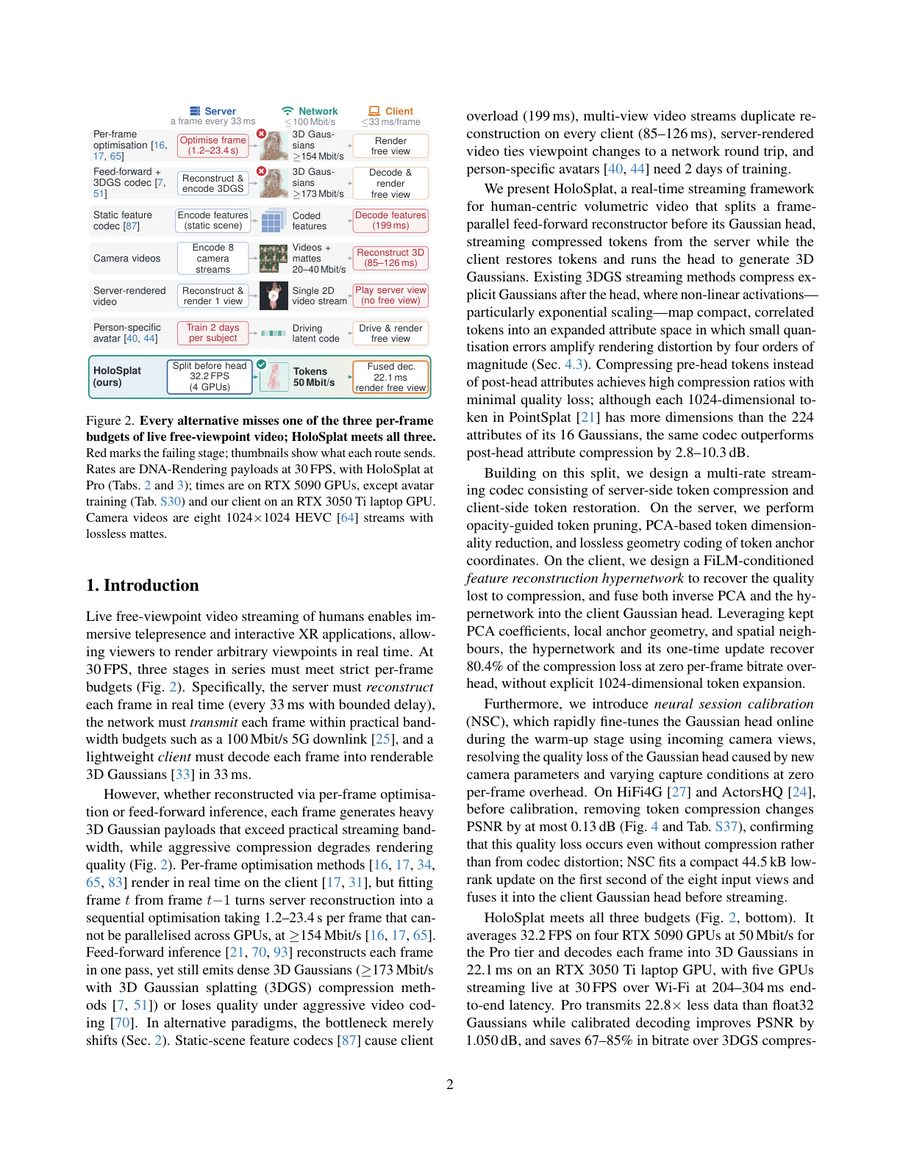 Server
a frame every 33 ms
Network
≤100 Mbit/s
Client
≤33 ms/frame
Per-frame
optimisation [16,
17, 65]
Optimise frame
(1.2–23.4 s)
3D Gaus-
sians
≥154 Mbit/s
Render
free view
Feed-forward +
3DGS codec [7,
51]
Reconstruct &
encode 3DGS
3D Gaus-
sians
≥173 Mbit/s
Decode &
render
free view
Static feature
codec [87]
Encode features
(static scene)
Coded
features
Decode features
(199 ms)
Camera videos
Encode 8
camera
streams
Videos +
mattes
20–40 Mbit/s
Reconstruct 3D
(85–126 ms)
Server-rendered
video
Reconstruct &
render 1 view
Single 2D
video stream
Play server view
(no free view)
Person-specific
avatar [40, 44]
Train 2 days
per subject
Driving
latent code
Drive & render
free view
HoloSplat
(ours)
Split before head
32.2 FPS
(4 GPUs)
Tokens
50 Mbit/s
Fused dec.
22.1 ms
render free view
Figure 2. Every alternative misses one of the three per-frame
budgets of live free-viewpoint video; HoloSplat meets all three.
Red marks the failing stage; thumbnails show what each route sends.
Rates are DNA-Rendering payloads at 30 FPS, with HoloSplat at
Pro (Tabs. 2 and 3); times are on RTX 5090 GPUs, except avatar
training (Tab. S30) and our client on an RTX 3050 Ti laptop GPU.
Camera videos are eight 1024×1024 HEVC [64] streams with
lossless mattes.
1. Introduction
Live free-viewpoint video streaming of humans enables im-
mersive telepresence and interactive XR applications, allow-
ing viewers to render arbitrary viewpoints in real time. At
30 FPS, three stages in series must meet strict per-frame
budgets (Fig. 2). Specifically, the server must reconstruct
each frame in real time (every 33 ms with bounded delay),
the network must transmit each frame within practical band-
width budgets such as a 100 Mbit/s 5G downlink [25], and a
lightweight client must decode each frame into renderable
3D Gaussians [33] in 33 ms.
However, whether reconstructed via per-frame optimisa-
tion or feed-forward inference, each frame generates heavy
3D Gaussian payloads that exceed practical streaming band-
width, while aggressive compression degrades rendering
quality (Fig. 2). Per-frame optimisation methods [16, 17, 34,
65, 83] render in real time on the client [17, 31], but fitting
frame t from frame t−1 turns server reconstruction into a
sequential optimisation taking 1.2–23.4 s per frame that can-
not be parallelised across GPUs, at ≥154 Mbit/s [16, 17, 65].
Feed-forward inference [21, 70, 93] reconstructs each frame
in one pass, yet still emits dense 3D Gaussians (≥173 Mbit/s
with 3D Gaussian splatting (3DGS) compression meth-
ods [7, 51]) or loses quality under aggressive video cod-
ing [70]. In alternative paradigms, the bottleneck merely
shifts (Sec. 2). Static-scene feature codecs [87] cause client
overload (199 ms), multi-view video streams duplicate re-
construction on every client (85–126 ms), server-rendered
video ties viewpoint changes to a network round trip, and
person-specific avatars [40, 44] need 2 days of training.
We present HoloSplat, a real-time streaming framework
for human-centric volumetric video that splits a frame-
parallel feed-forward reconstructor before its Gaussian head,
streaming compressed tokens from the server while the
client restores tokens and runs the head to generate 3D
Gaussians. Existing 3DGS streaming methods compress ex-
plicit Gaussians after the head, where non-linear activations—
particularly exponential scaling—map compact, correlated
tokens into an expanded attribute space in which small quan-
tisation errors amplify rendering distortion by four orders of
magnitude (Sec. 4.3). Compressing pre-head tokens instead
of post-head attributes achieves high compression ratios with
minimal quality loss; although each 1024-dimensional to-
ken in PointSplat [21] has more dimensions than the 224
attributes of its 16 Gaussians, the same codec outperforms
post-head attribute compression by 2.8–10.3 dB.
Building on this split, we design a multi-rate stream-
ing codec consisting of server-side token compression and
client-side token restoration. On the server, we perform
opacity-guided token pruning, PCA-based token dimension-
ality reduction, and lossless geometry coding of token anchor
coordinates. On the client, we design a FiLM-conditioned
feature reconstruction hypernetwork to recover the quality
lost to compression, and fuse both inverse PCA and the hy-
pernetwork into the client Gaussian head. Leveraging kept
PCA coefficients, local anchor geometry, and spatial neigh-
bours, the hypernetwork and its one-time update recover
80.4% of the compression loss at zero per-frame bitrate over-
head, without explicit 1024-dimensional token expansion.
Furthermore, we introduce neural session calibration
(NSC), which rapidly fine-tunes the Gaussian head online
during the warm-up stage using incoming camera views,
resolving the quality loss of the Gaussian head caused by new
camera parameters and varying capture conditions at zero
per-frame overhead. On HiFi4G [27] and ActorsHQ [24],
before calibration, removing token compression changes
PSNR by at most 0.13 dB (Fig. 4 and Tab. S37), confirming
that this quality loss occurs even without compression rather
than from codec distortion; NSC fits a compact 44.5 kB low-
rank update on the first second of the eight input views and
fuses it into the client Gaussian head before streaming.
HoloSplat meets all three budgets (Fig. 2, bottom). It
averages 32.2 FPS on four RTX 5090 GPUs at 50 Mbit/s for
the Pro tier and decodes each frame into 3D Gaussians in
22.1 ms on an RTX 3050 Ti laptop GPU, with five GPUs
streaming live at 30 FPS over Wi-Fi at 204–304 ms end-
to-end latency. Pro transmits 22.8× less data than float32
Gaussians while calibrated decoding improves PSNR by
1.050 dB, and saves 67–85% in bitrate over 3DGS compres-
2